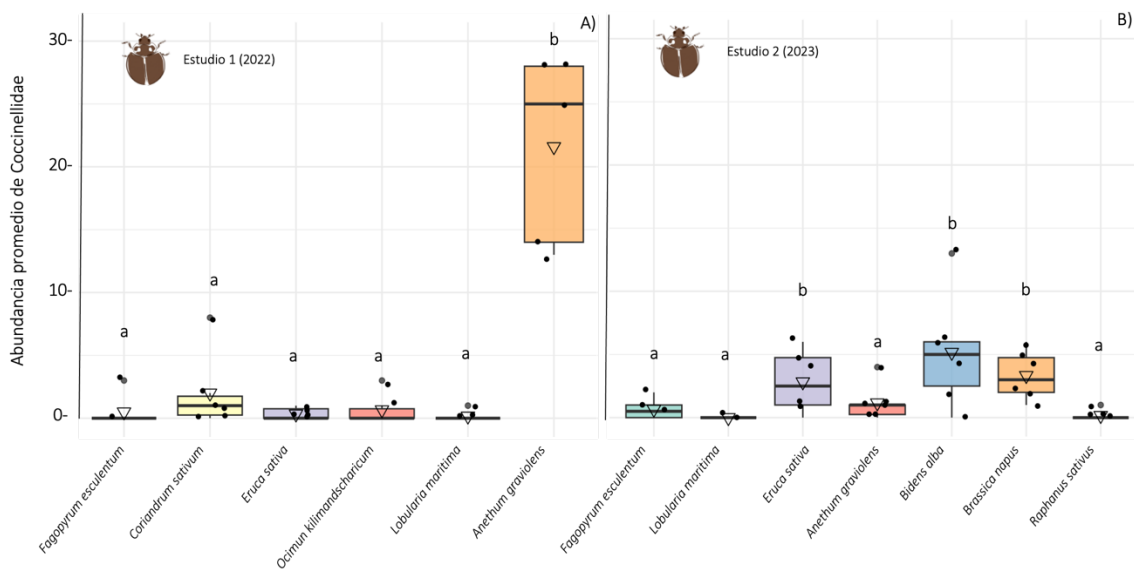 A)
Estudio 1 (2022)
Abundancia promedio de Coccinellidae
30-
20-
10-
0-
a
a
a
a
a
b
Fagopyrum esculentum
Coriandrum sativum
Eruca sativa
Ocimun kilimandscharicum
Lobularia maritima
Anethum graviolens
B)
Estudio 2 (2023)
a
a
b
a
b
b
a
Fagopyrum esculentum
Lobularia maritima
Eruca sativa
Anethum graviolens
Bidens alba
Brassica napus
Raphanus sativus